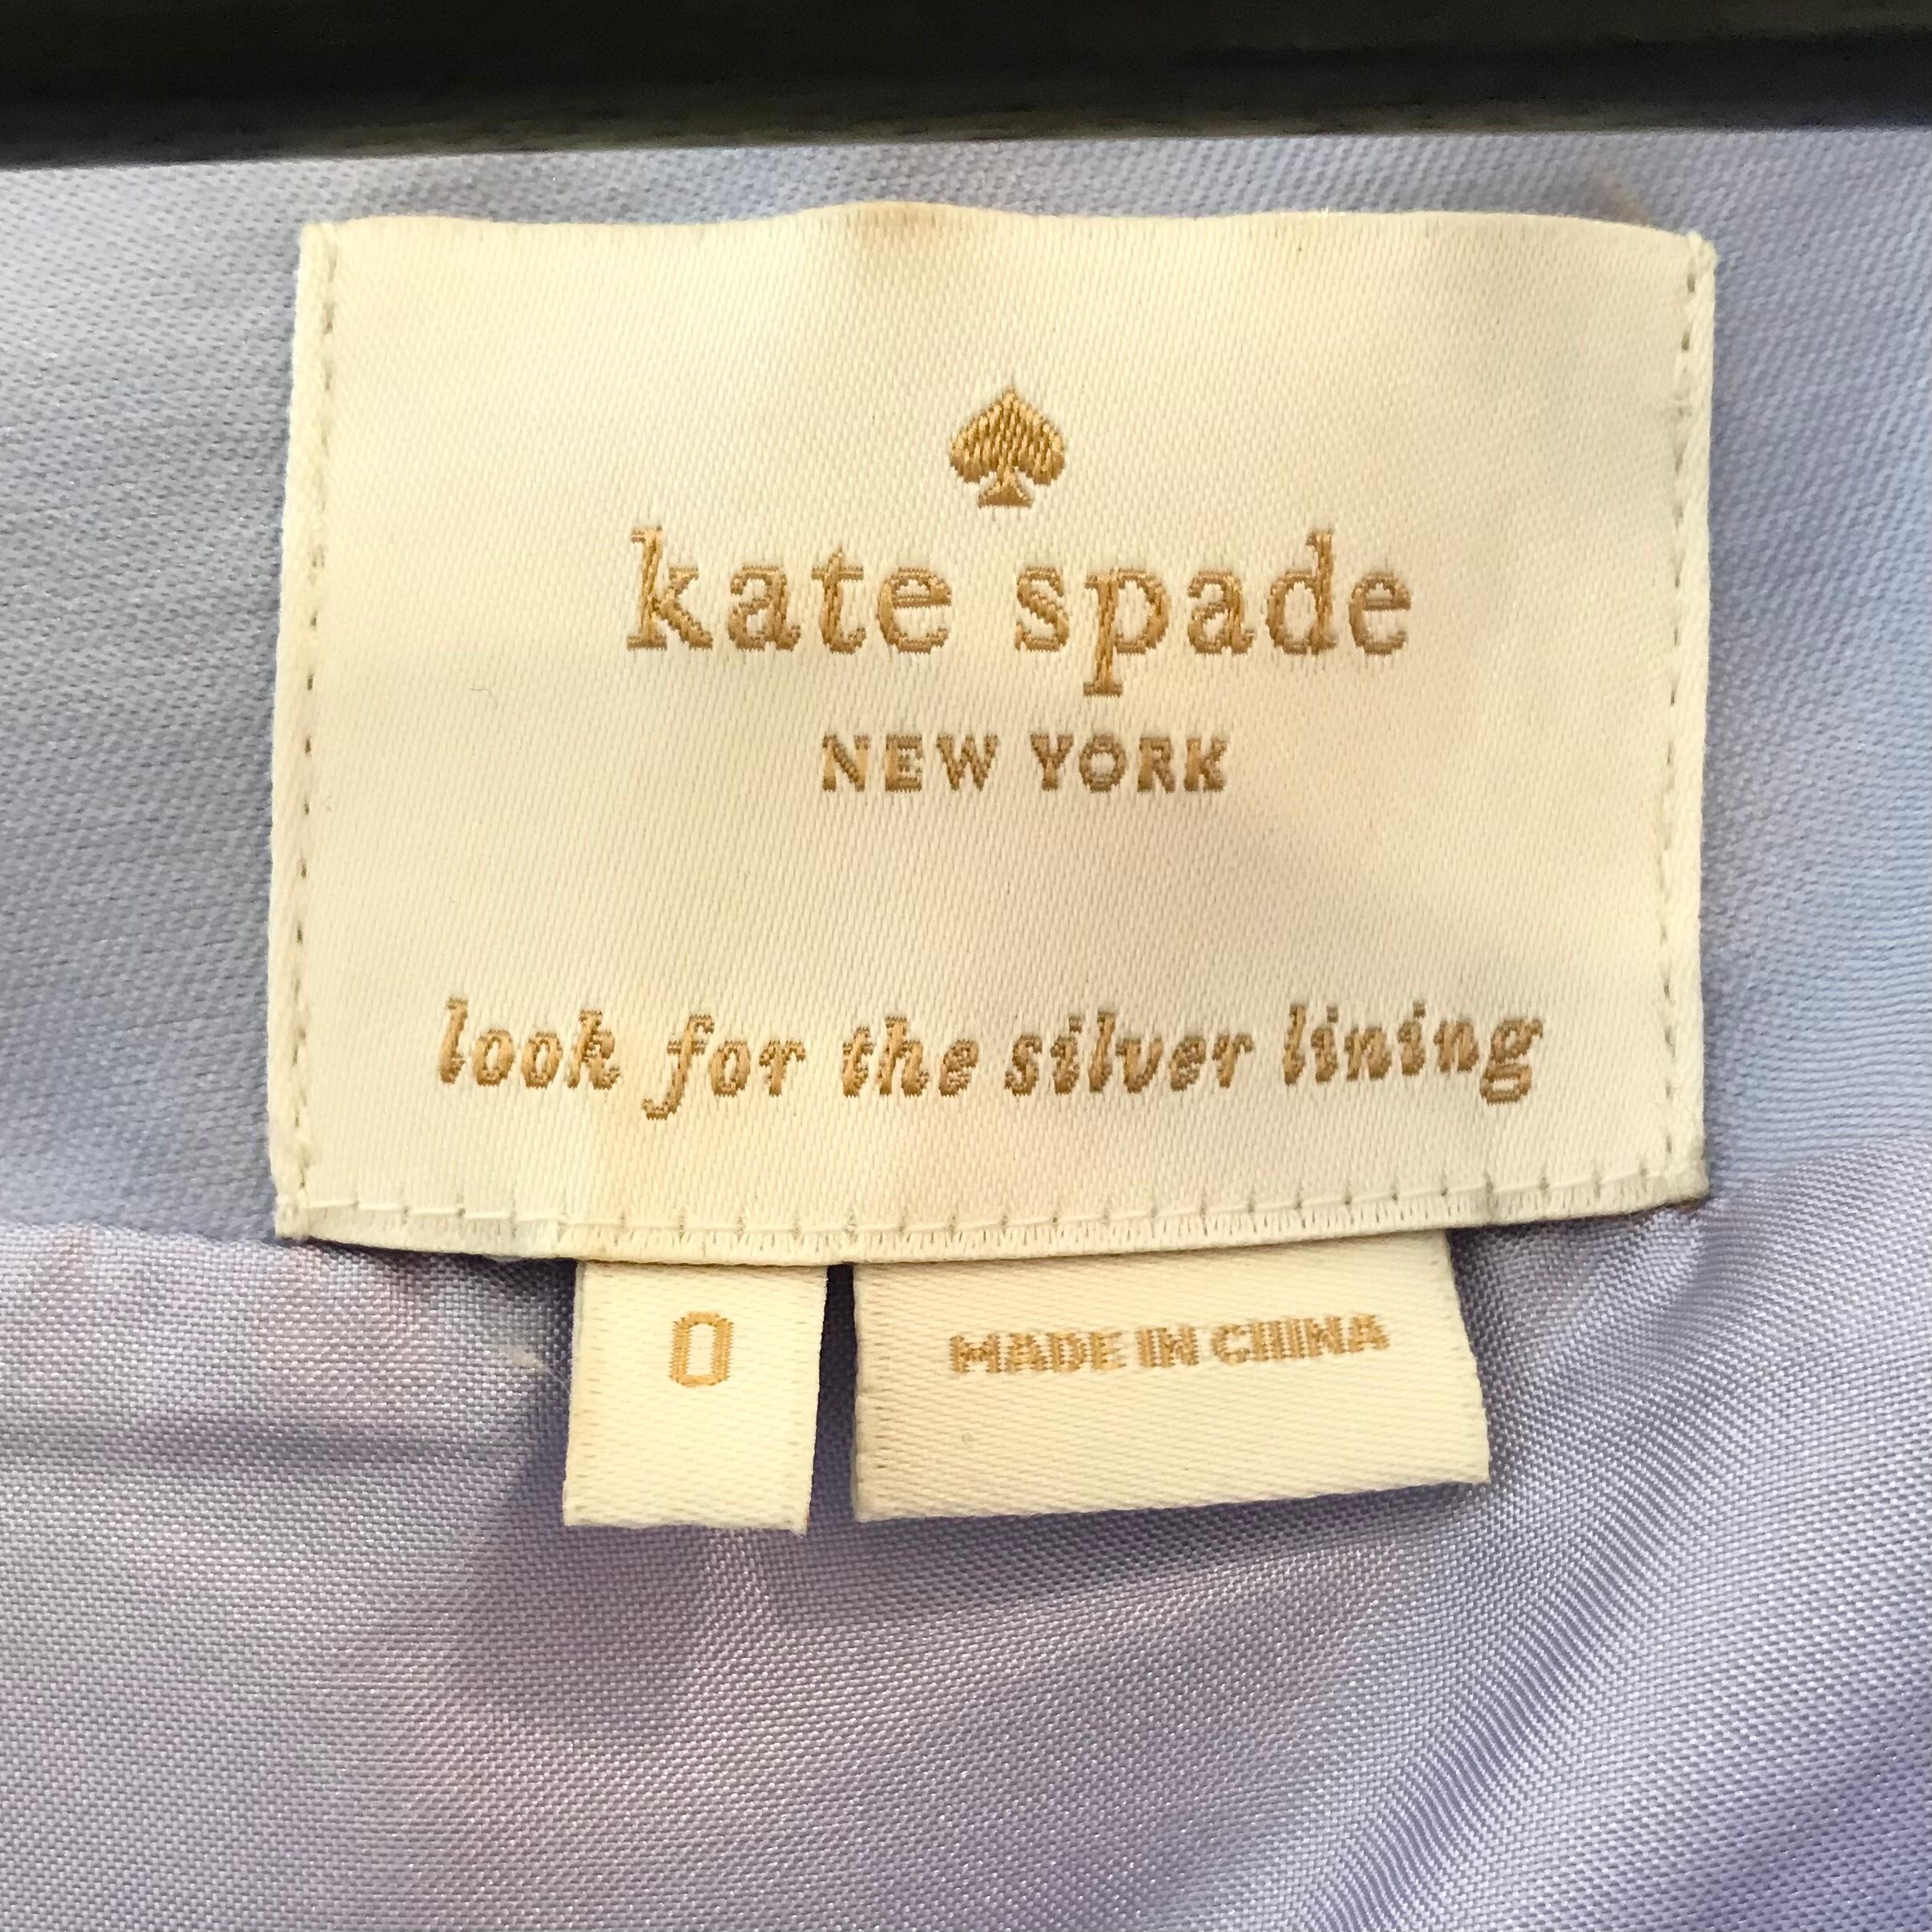 kate spade
NEW YORK
look for the silver lining
0
MADE IN CHINA